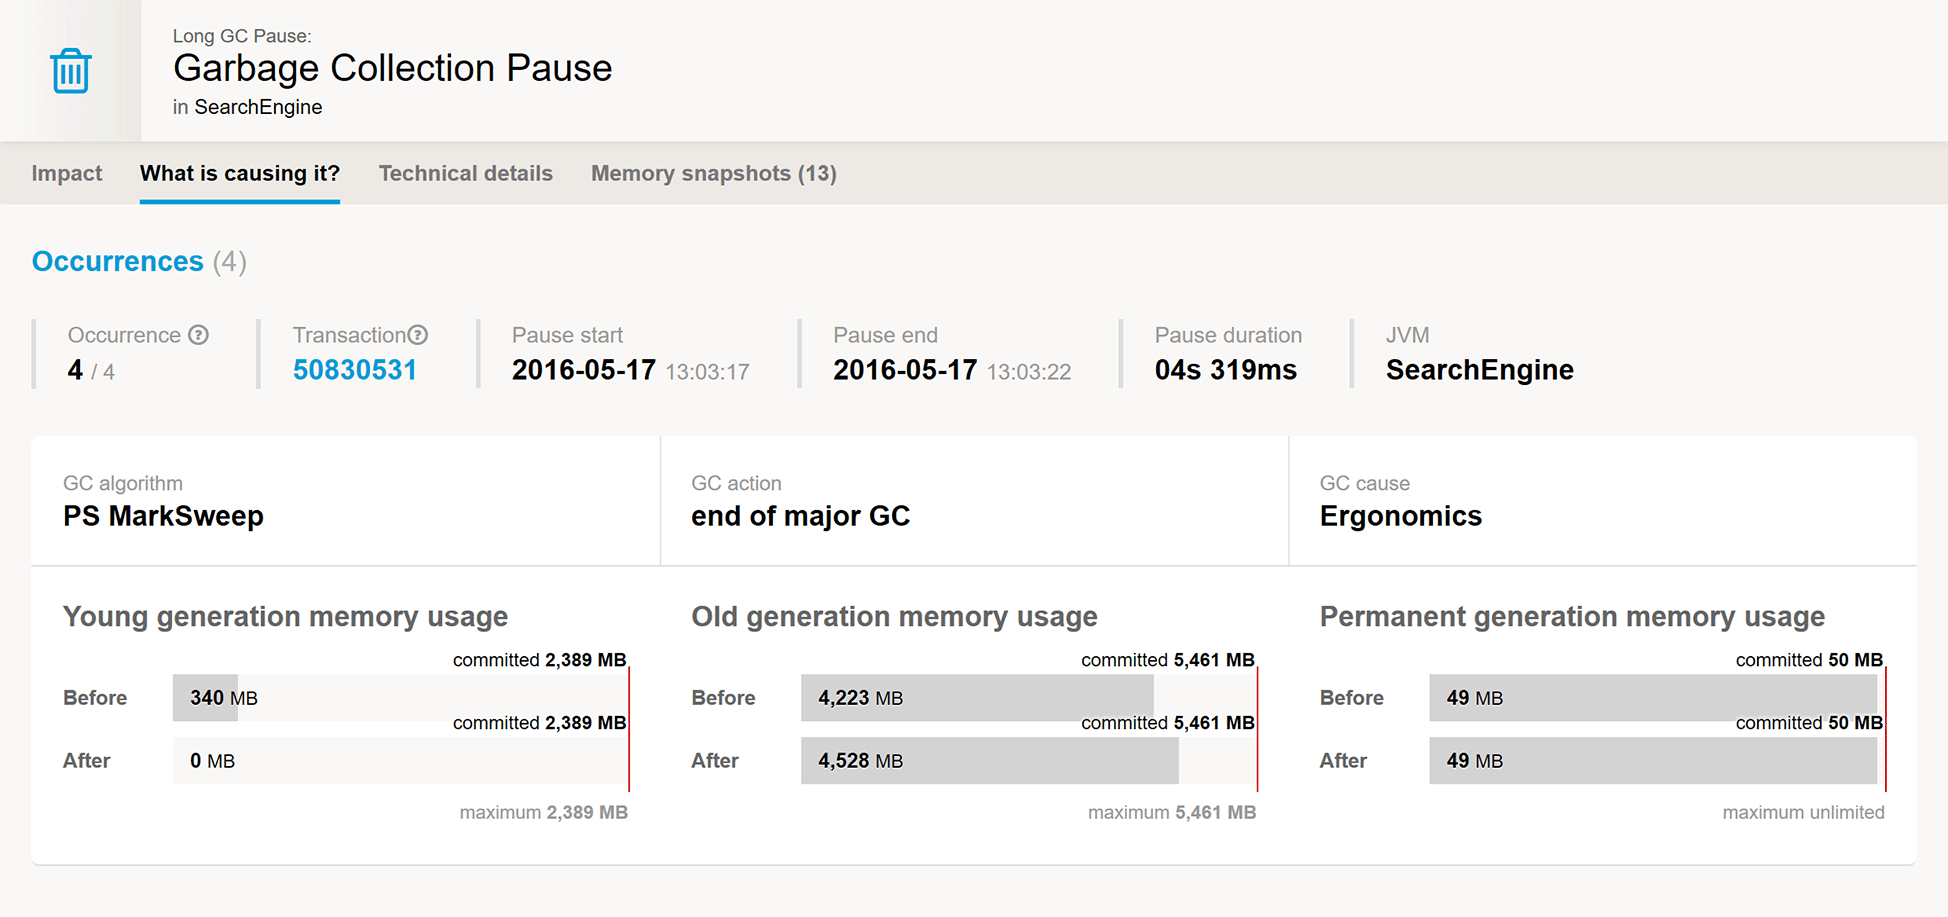 Long GC Pause:
Garbage Collection Pause
in SearchEngine
Impact What is causing it? Technical details Memory snapshots (13)
Occurrences (4)
Occurrence ? Transaction ? Pause start Pause end Pause duration JVM
4 / 4 50830531 2016-05-17 13:03:17 2016-05-17 13:03:22 04s 319ms SearchEngine
GC algorithm
PS MarkSweep
GC action
end of major GC
GC cause
Ergonomics
Young generation memory usage
committed 2,389 MB
Before 340 MB
committed 2,389 MB
After 0 MB
maximum 2,389 MB
Old generation memory usage
committed 5,461 MB
Before 4,223 MB
committed 5,461 MB
After 4,528 MB
maximum 5,461 MB
Permanent generation memory usage
committed 50 MB
Before 49 MB
committed 50 MB
After 49 MB
maximum unlimited